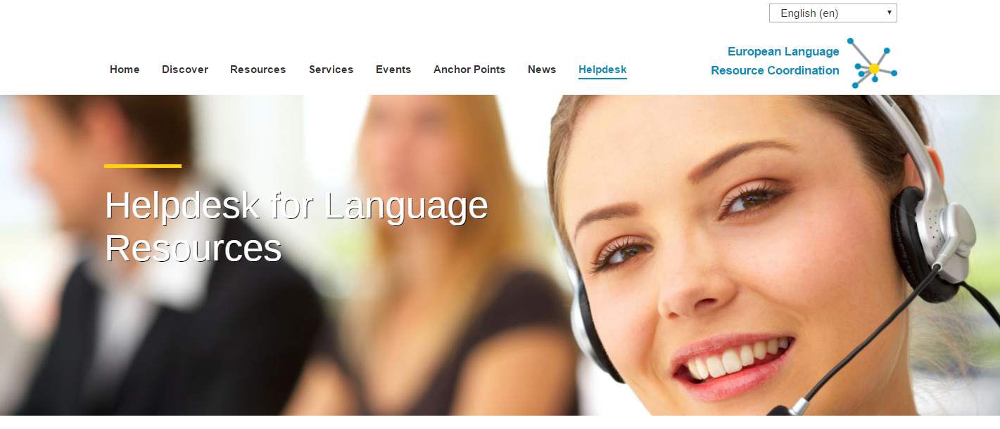 English (en)
European Language
Resource Coordination
Home Discover Resources Services Events Anchor Points News Helpdesk
Helpdesk for Language
Resources